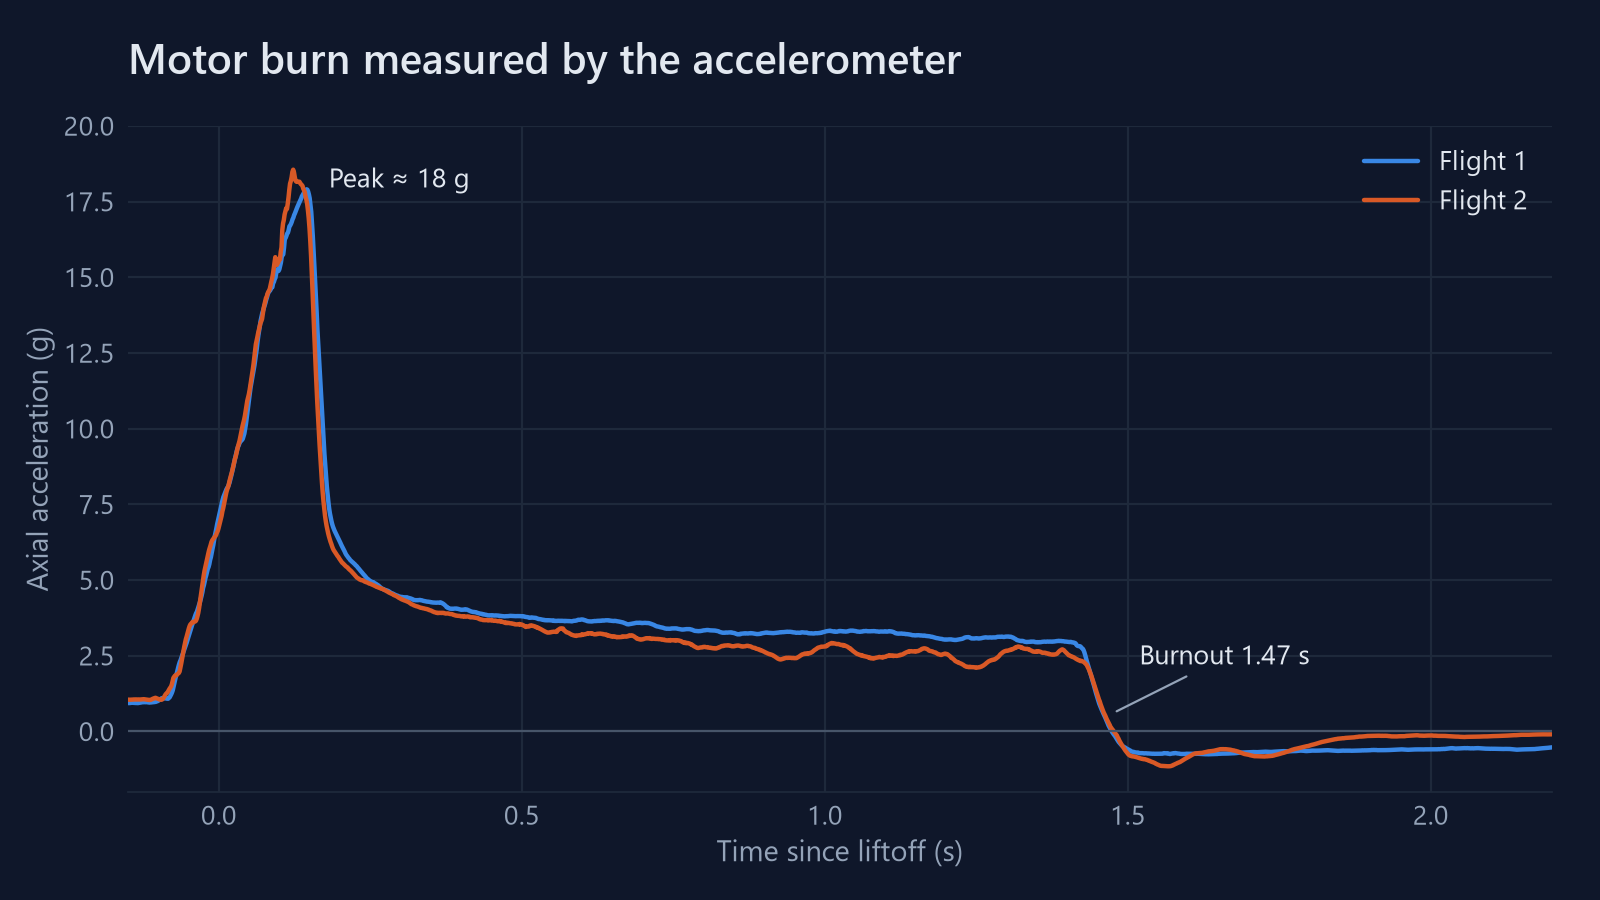 Motor burn measured by the accelerometer
20.0
17.5
15.0
12.5
10.0
7.5
5.0
2.5
0.0
Axial acceleration (g)
Peak ≈ 18 g
Flight 1
Flight 2
Burnout 1.47 s
0.0
0.5
1.0
1.5
2.0
Time since liftoff (s)